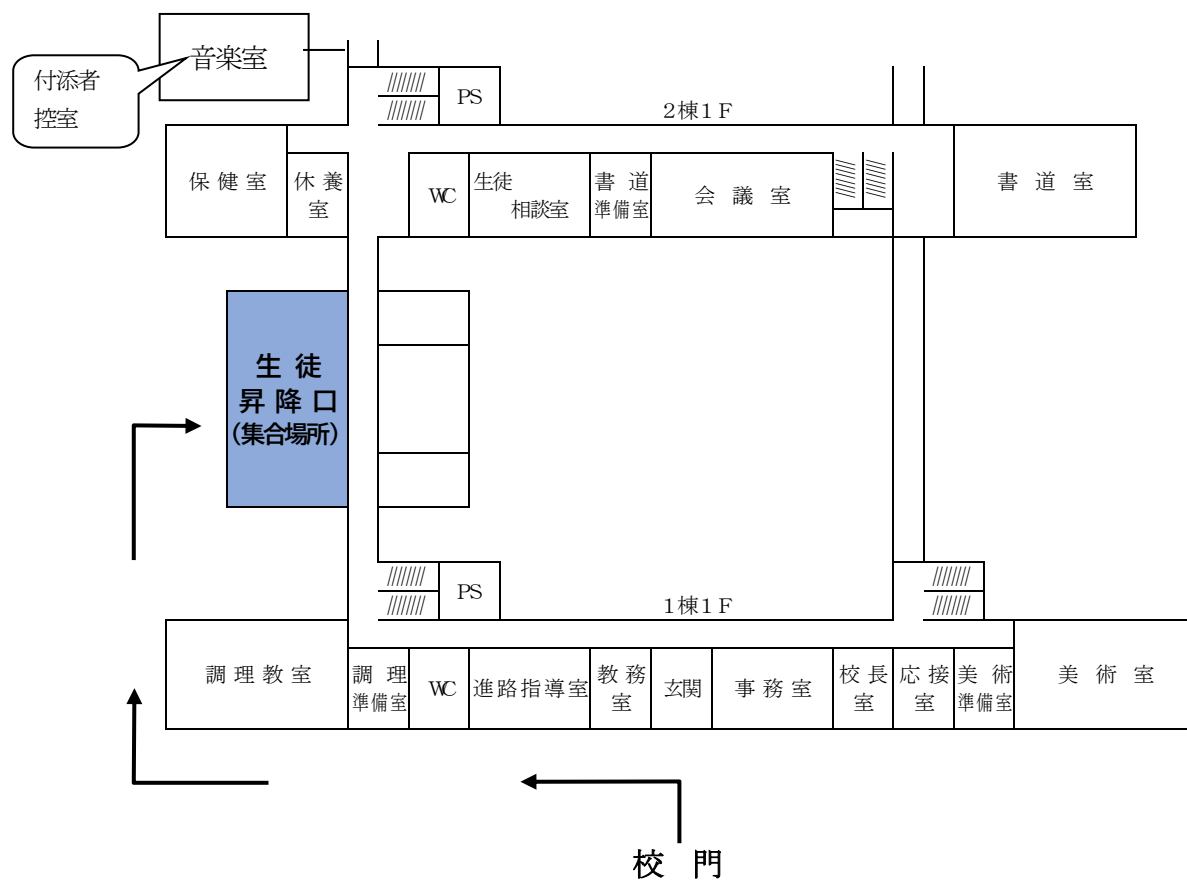 音楽室
付添者
控室
PS
2棟1F
保健室
休養
室
WC
生徒
相談室
書道
準備室
会議室
書道室
生徒
昇降口
(集合場所)
PS
1棟1F
調理教室
調理
準備室
WC
進路指導室
教務
室
玄関
事務室
校長
室
応接
室
美術
準備室
美術室
校門